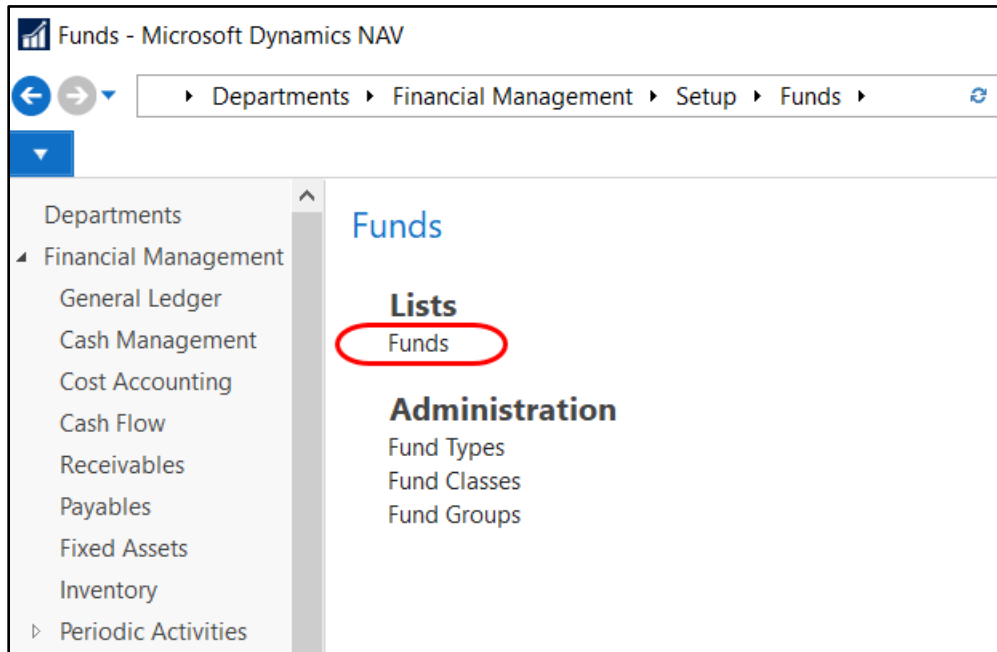 Funds - Microsoft Dynamics NAV
Departments Financial Management Setup Funds
Departments
Financial Management
General Ledger
Cash Management
Cost Accounting
Cash Flow
Receivables
Payables
Fixed Assets
Inventory
Periodic Activities
Funds
Lists
Funds
Administration
Fund Types
Fund Classes
Fund Groups